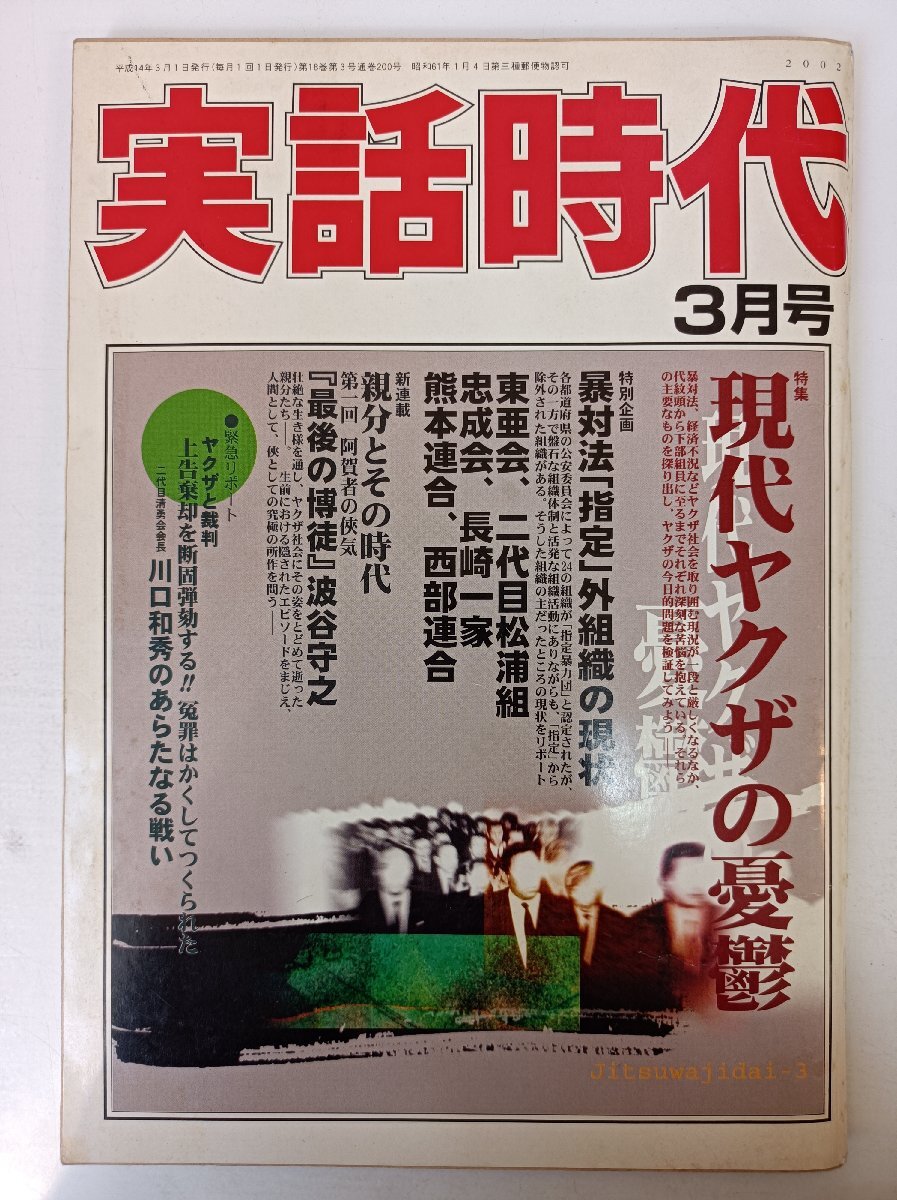 平成14年3月1日発行(毎月1回1日発行)第18巻第3号通巻200号 昭和61年1月4日第三種郵便物認可
2002
実話時代
3月号
特集
現代ヤクザの憂鬱
暴対法、経済不況などヤクザ社会を取り囲む現況が一段と厳しくなるなか、
代紋頭から下部組員に至るまでそれぞれ深刻な苦悩を抱えている。それら
の主要なものを探り出し、ヤクザの今日的問題を検証してみよう
特別企画
暴対法「指定」外組織の現状
各都道府県の公安委員会によって24の組織が「指定暴力団」と認定されたが、
その一方で盤石な組織体制と活発な組織活動にありながらも、「指定」から
除外された組織がある。そうした組織の主だったところの現状をリポート
東亜会、二代目松浦組
忠成会、長崎一家
熊本連合、西部連合
新連載
親分とその時代
第一回 阿賀者の俠気
『最後の博徒』波谷守之
壮絶な生き様を通し、ヤクザ社会にその姿をとどめて逝った
親分たち——。生前における隠されたエピソードをまじえ、
人間として、俠としての究極の所作を問う——
●緊急リポート
ヤクザと裁判
上告棄却を断固弾劾する!!冤罪はかくしてつくられた
二代目清勇会会長 川口和秀のあらたなる戦い
Jitsuwajidai-3